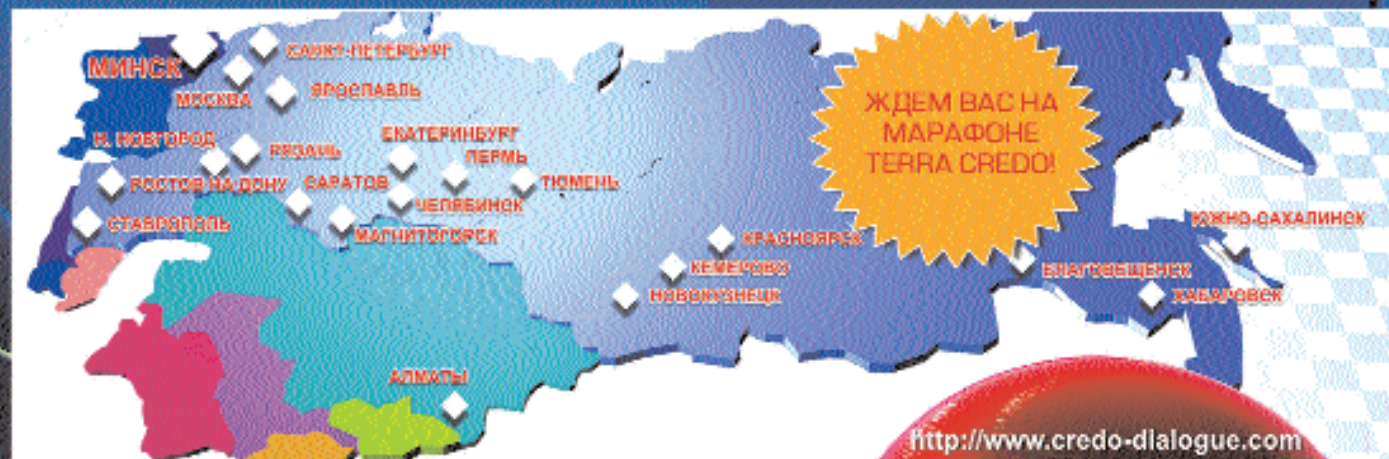 САНКТ-ПЕТЕРБУРГ
МИНСК
МОСКВА
ЯРОСЛАВЛЬ
Н. НОВГОРОД
РЯЗАНЬ
ЕКАТЕРИНБУРГ
ПЕРМЬ
РОСТОВ НА ДОНУ
САРАТОВ
ТЮМЕНЬ
ЧЕЛЯБИНСК
СТАВРОПОЛЬ
МАГНИТОГОРСК
ЖДЕМ ВАС НА
МАРАФОНЕ
TERRA CREDO!
КРАСНОЯРСК
КЕМЕРОВО
НОВОКУЗНЕЦК
ЮЖНО-САХАЛИНСК
БЛАГОВЕЩЕНСК
ХАБАРОВСК
АЛМАТЫ
http://www.credo-dialogue.com